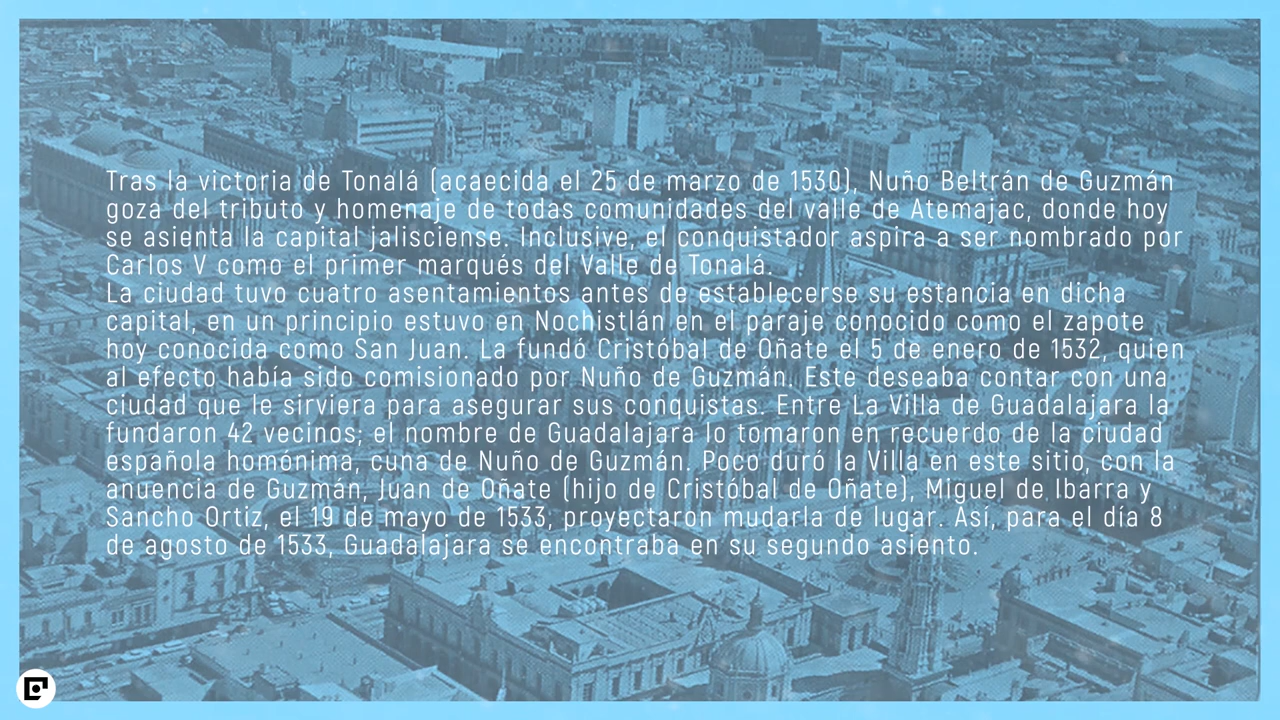 Tras la victoria de Tonalá (acaecida el 25 de marzo de 1530), Nuño Beltrán de Guzmán
goza del tributo y homenaje de todas comunidades del valle de Atemajac, donde hoy
se asienta la capital jalisciense. Inclusive, el conquistador aspira a ser nombrado por
Carlos V como el primer marqués del Valle de Tonalá.
La ciudad tuvo cuatro asentamientos antes de establecerse su estancia en dicha
capital, en un principio estuvo en Nochistlán en el paraje conocido como el zapote
hoy conocida como San Juan. La fundó Cristóbal de Oñate el 5 de enero de 1532, quien
al efecto había sido comisionado por Nuño de Guzmán. Este deseaba contar con una
ciudad que le sirviera para asegurar sus conquistas. Entre La Villa de Guadalajara la
fundaron 42 vecinos; el nombre de Guadalajara lo tomaron en recuerdo de la ciudad
española homónima, cuna de Nuño de Guzmán. Poco duró la Villa en este sitio, con la
anuencia de Guzmán, Juan de Oñate (hijo de Cristóbal de Oñate), Miguel de Ibarra y
Sancho Ortiz, el 19 de mayo de 1533, proyectaron mudarla de lugar. Así, para el día 8
de agosto de 1533, Guadalajara se encontraba en su segundo asiento.